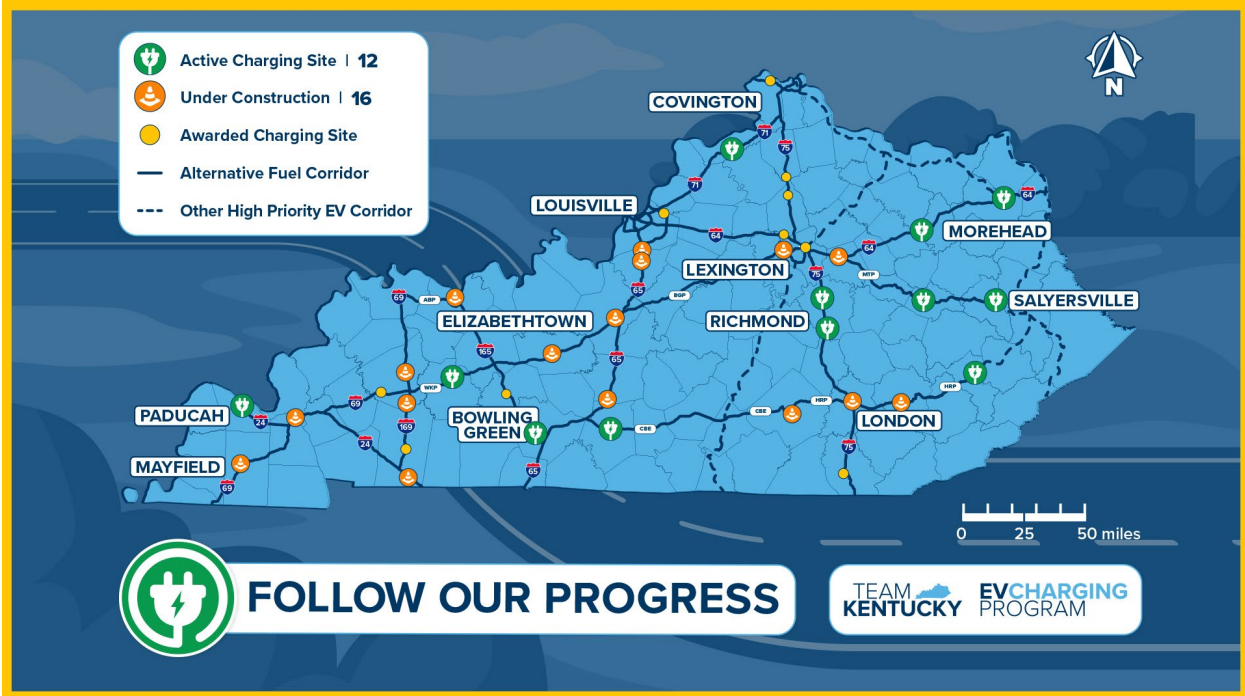 Active Charging Site | 12
Under Construction | 16
Awarded Charging Site
Alternative Fuel Corridor
Other High Priority EV Corridor
N
COVINGTON
71
75
71
LOUISVILLE
64
64
MOREHEAD
64
LEXINGTON
75
MTP
65
BGP
69
ABP
SALYERSVILLE
ELIZABETHTOWN
RICHMOND
165
65
WKP
HRP
69
PADUCAH
24
BOWLING
GREEN
169
CBE
CBE
HRP
LONDON
24
75
MAYFIELD
69
65
0 25 50 miles
FOLLOW OUR PROGRESS
TEAM
KENTUCKY
EVCHARGING
PROGRAM